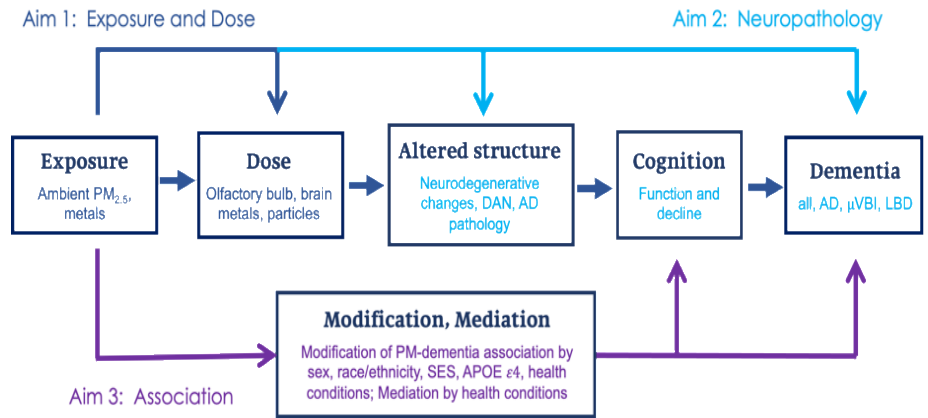 Aim 1: Exposure and Dose
Aim 2: Neuropathology
Exposure
Ambient PM2.5,
metals
Dose
Olfactory bulb, brain
metals, particles
Altered structure
Neurodegenerative
changes, DAN, AD
pathology
Cognition
Function and
decline
Dementia
all, AD, μVBI, LBD
Modification, Mediation
Modification of PM-dementia association by
sex, race/ethnicity, SES, APOE ε4, health
conditions; Mediation by health conditions
Aim 3: Association